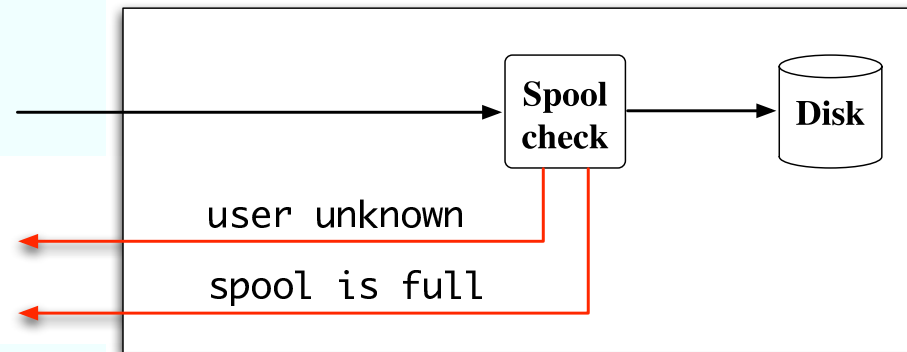 Spool
check
Disk
user unknown
spool is full